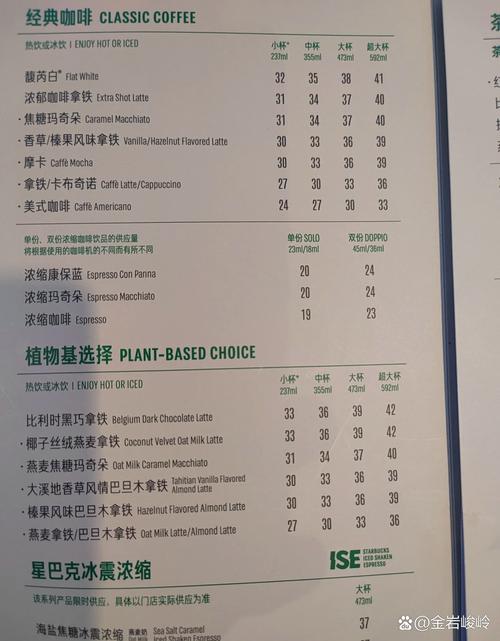 经典咖啡 CLASSIC COFFEE
热饮或冰饮 | ENJOY HOT OR ICED 小杯* 237ml 中杯 355ml 大杯 473ml 超大杯 592ml
馥芮白® Flat White 32 35 38 41
浓郁咖啡拿铁 Extra Shot Latte 31 34 37 40
· 焦糖玛奇朵 Caramel Macchiato 31 34 37 40
· 香草/榛果风味拿铁 Vanilla/Hazelnut Flavored Latte 30 33 36 39
· 摩卡 Caffè Mocha 30 33 36 39
· 拿铁/卡布奇诺 Caffè Latte/Cappuccino 27 30 33 36
· 美式咖啡 Caffè Americano 24 27 30 33
单份、双份浓缩咖啡饮品的供应量
将根据使用的咖啡机的不同而有所不同
单份 SOLO 23ml/18ml 双份 DOPPIO 45ml/36ml
浓缩康保蓝 Espresso Con Panna 20 24
浓缩玛奇朵 Espresso Macchiato 20 24
浓缩咖啡 Espresso 19 23
植物基选择 PLANT-BASED CHOICE
热饮或冰饮 | ENJOY HOT OR ICED 小杯* 237ml 中杯 355ml 大杯 473ml 超大杯 592ml
比利时黑巧拿铁 Belgium Dark Chocolate Latte 33 36 39 42
· 椰子丝绒燕麦拿铁 Coconut Velvet Oat Milk Latte 33 36 39 42
· 燕麦焦糖玛奇朵 Oat Milk Caramel Macchiato 31 34 37 40
· 大溪地香草风情巴旦木拿铁 Tahitian Vanilla Flavored Almond Latte 30 33 36 39
· 榛果风味巴旦木拿铁 Hazelnut Flavored Almond Latte 30 33 36 39
· 燕麦拿铁/巴旦木拿铁 Oat Milk Latte/Almond Latte 27 30 33 36
星巴克冰震浓缩 ISE STARBUCKS ICED SHAKEN ESPRESSO
该系列产品限时供应，具体以门店实际供应为准 大杯 473ml
海盐焦糖冰震浓缩 燕麦奶 Oat Milk Sea Salt Caramel Iced Shaken Espresso 37
38
茶
茶
@金岩峻岭